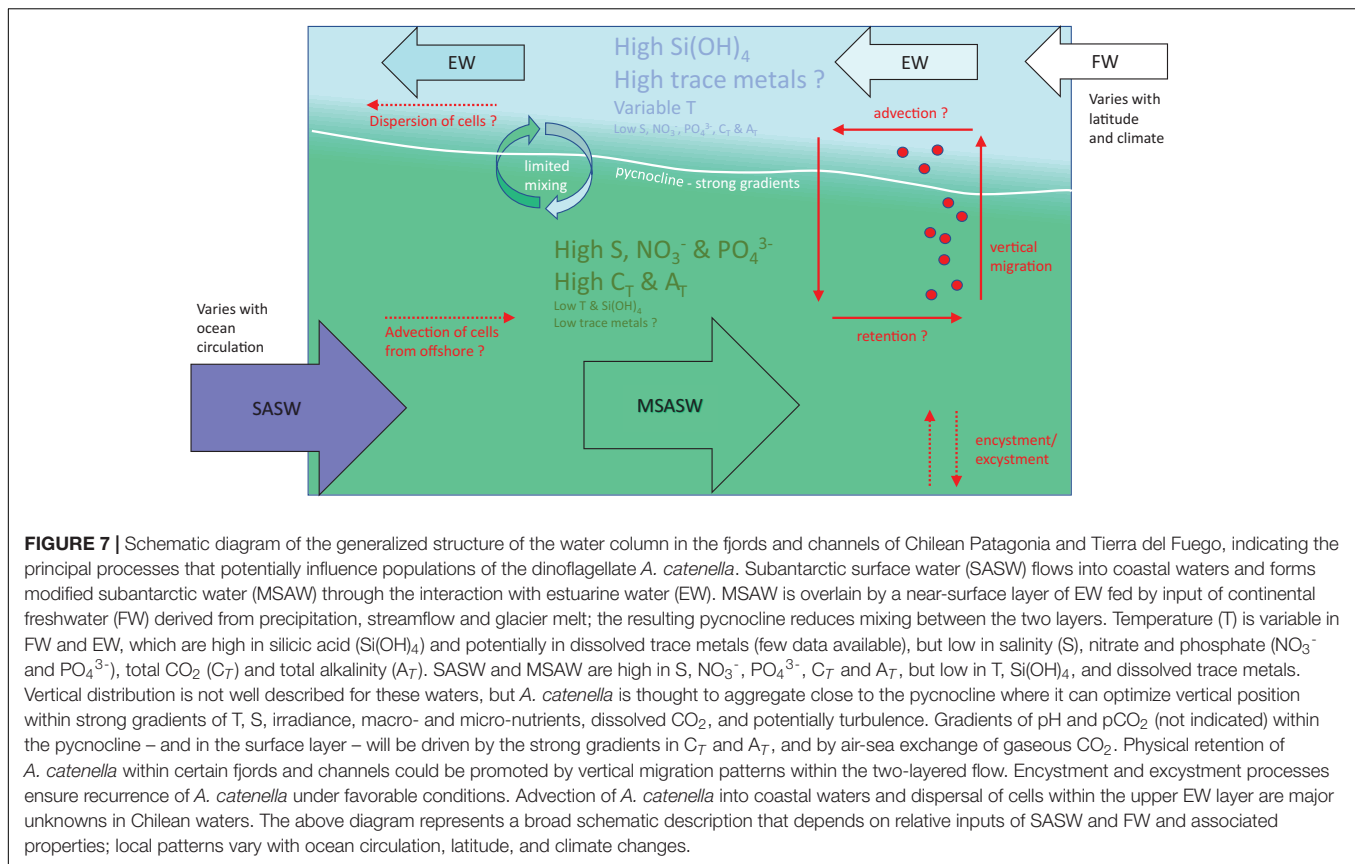 High Si(OH)4
EW
EW
FW
High trace metals ?
Variable T
Low S, NO3-, PO43-, CT & AT
Varies with
latitude
and climate
Dispersion of cells ?
advection ?
limited
mixing
pycnocline - strong gradients
High S, NO3- & PO43-
High CT & AT
Low T & Si(OH)4
Low trace metals ?
vertical
migration
Varies with
ocean
circulation
Advection of cells
from offshore ?
retention ?
SASW
MSASW
encystment/
excystment
FIGURE 7 | Schematic diagram of the generalized structure of the water column in the fjords and channels of Chilean Patagonia and Tierra del Fuego, indicating the
principal processes that potentially influence populations of the dinoflagellate A. catenella. Subantarctic surface water (SASW) flows into coastal waters and forms
modified subantarctic water (MSAW) through the interaction with estuarine water (EW). MSAW is overlain by a near-surface layer of EW fed by input of continental
freshwater (FW) derived from precipitation, streamflow and glacier melt; the resulting pycnocline reduces mixing between the two layers. Temperature (T) is variable in
FW and EW, which are high in silicic acid (Si(OH)4) and potentially in dissolved trace metals (few data available), but low in salinity (S), nitrate and phosphate (NO3-
and PO43-), total CO2 (CT) and total alkalinity (AT). SASW and MSAW are high in S, NO3-, PO43-, CT and AT, but low in T, Si(OH)4, and dissolved trace metals.
Vertical distribution is not well described for these waters, but A. catenella is thought to aggregate close to the pycnocline where it can optimize vertical position
within strong gradients of T, S, irradiance, macro- and micro-nutrients, dissolved CO2, and potentially turbulence. Gradients of pH and pCO2 (not indicated) within
the pycnocline – and in the surface layer – will be driven by the strong gradients in CT and AT, and by air-sea exchange of gaseous CO2. Physical retention of
A. catenella within certain fjords and channels could be promoted by vertical migration patterns within the two-layered flow. Encystment and excystment processes
ensure recurrence of A. catenella under favorable conditions. Advection of A. catenella into coastal waters and dispersal of cells within the upper EW layer are major
unknowns in Chilean waters. The above diagram represents a broad schematic description that depends on relative inputs of SASW and FW and associated
properties; local patterns vary with ocean circulation, latitude, and climate changes.